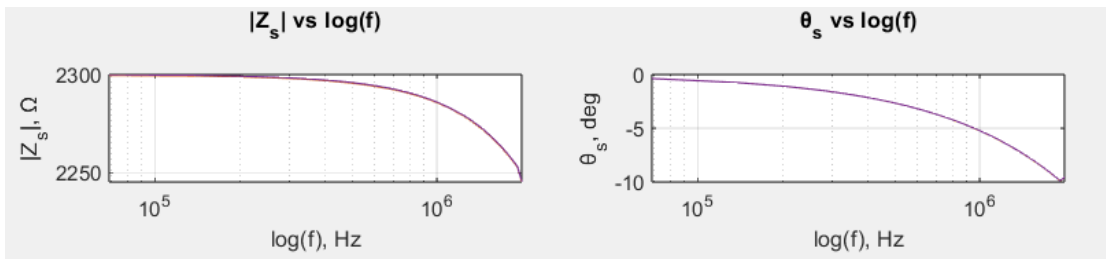 |Z_s| vs log(f)
2300
2250
|Z_s|, Ω
10^5
10^6
log(f), Hz
θ_s vs log(f)
0
-5
-10
θ_s, deg
10^5
10^6
log(f), Hz